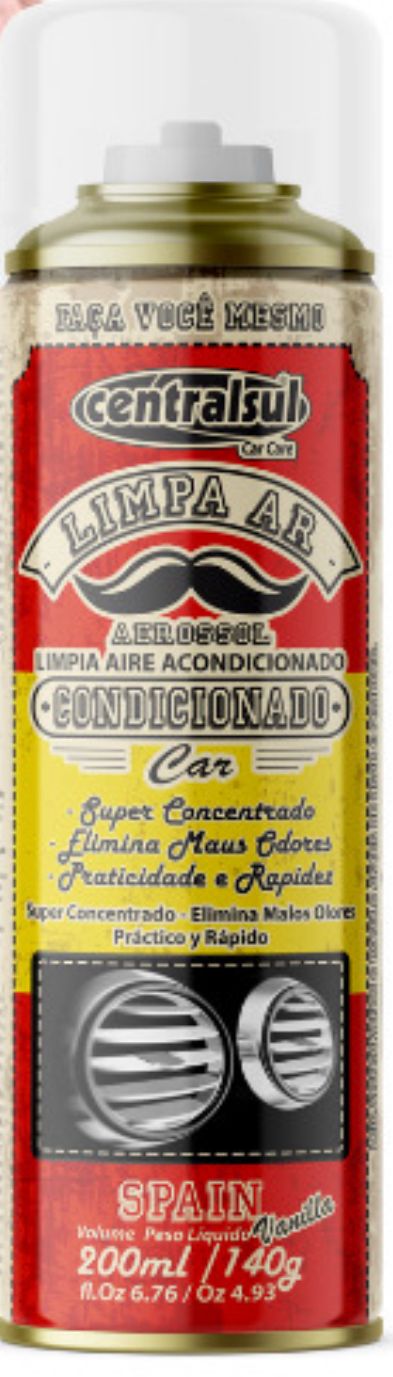 FAÇA VOCÊ MESMO
centralsul
Car Care
LIMPA AR
AEROSSOL
LIMPIA AIRE ACONDICIONADO
CONDICIONADO
Car
- Super Concentrado
- Elimina Maus Odores
- Praticidade e Rapidez
Super Concentrado - Elimina Malos Olores
Práctico y Rápido
SPAIN
Vanilla
Volume Peso Líquido
200ml / 140g
fl.Oz 6.76 / Oz 4.93